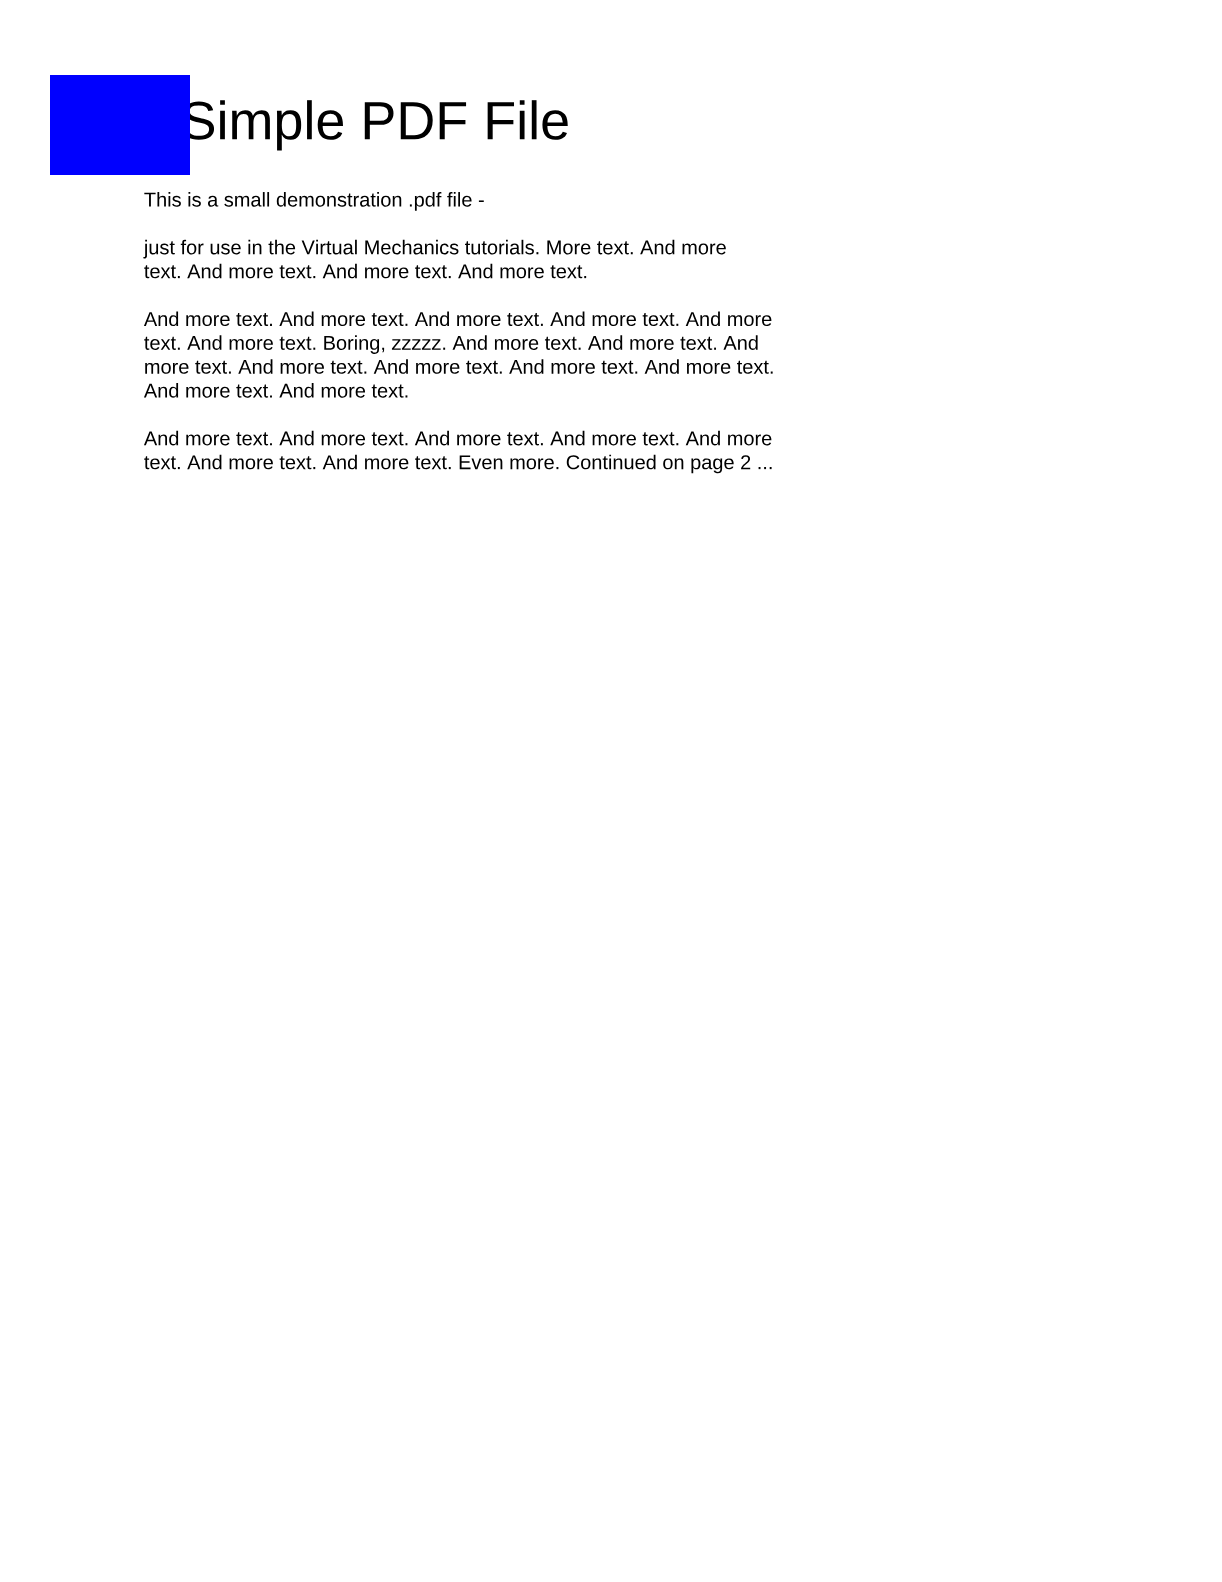 Simple PDF File
This is a small demonstration .pdf file -
just for use in the Virtual Mechanics tutorials. More text. And more
text. And more text. And more text. And more text.
And more text. And more text. And more text. And more text. And more
text. And more text. Boring, zzzzz. And more text. And more text. And
more text. And more text. And more text. And more text. And more text.
And more text. And more text.
And more text. And more text. And more text. And more text. And more
text. And more text. And more text. Even more. Continued on page 2 ...